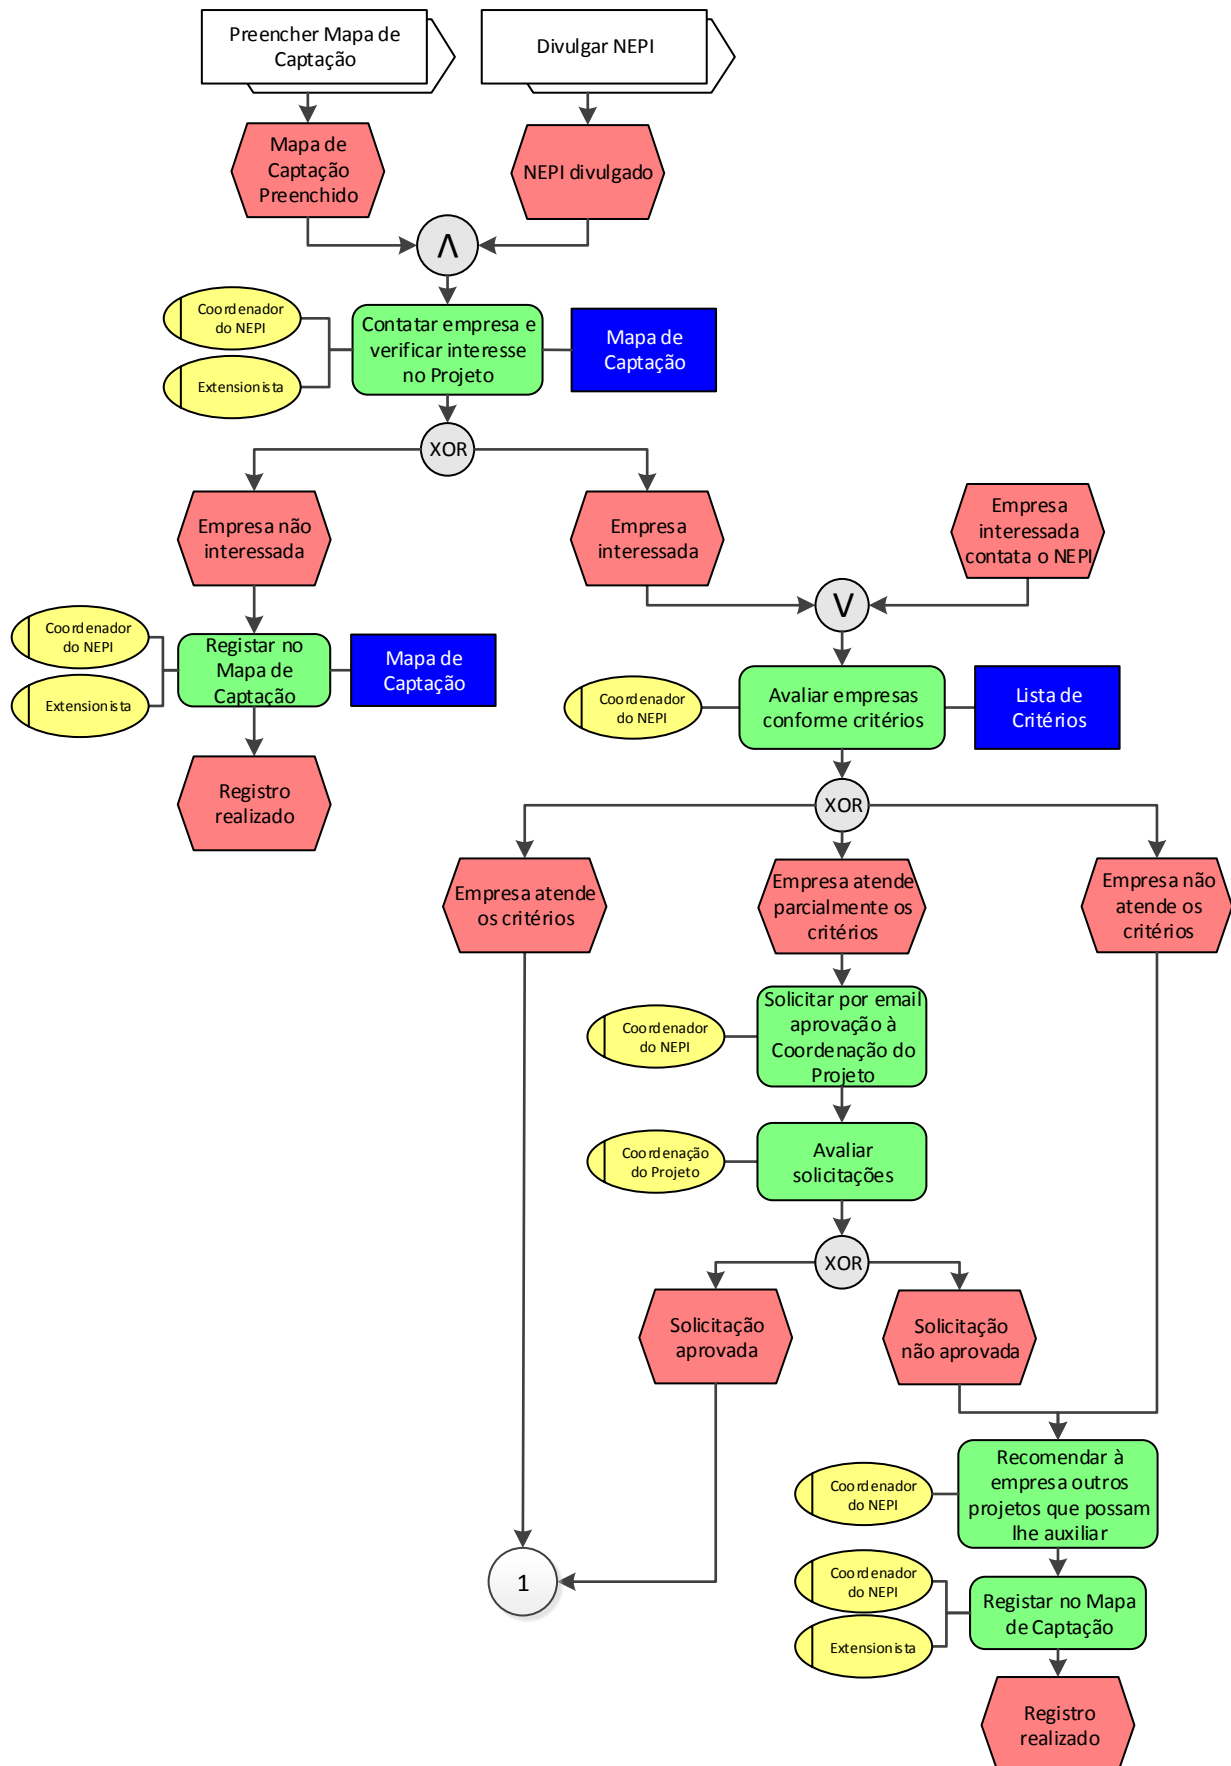 Preencher Mapa de
Captação
Divulgar NEPI
Mapa de
Captação
Preenchido
NEPI divulgado
Λ
Coordenador
do NEPI
Extensionista
Contatar empresa e
verificar interesse
no Projeto
Mapa de
Captação
XOR
Empresa não
interessada
Empresa
interessada
Empresa
interessada
contata o NEPI
V
Coordenador
do NEPI
Extensionista
Registar no
Mapa de
Captação
Mapa de
Captação
Coordenador
do NEPI
Avaliar empresas
conforme critérios
Lista de
Critérios
Registro
realizado
XOR
Empresa atende
os critérios
Empresa atende
parcialmente os
critérios
Empresa não
atende os
critérios
Coordenador
do NEPI
Solicitar por email
aprovação à
Coordenação do
Projeto
Coordenação
do Projeto
Avaliar
solicitações
XOR
Solicitação
aprovada
Solicitação
não aprovada
Coordenador
do NEPI
Recomendar à
empresa outros
projetos que possam
lhe auxiliar
1
Coordenador
do NEPI
Extensionista
Registar no Mapa
de Captação
Registro
realizado